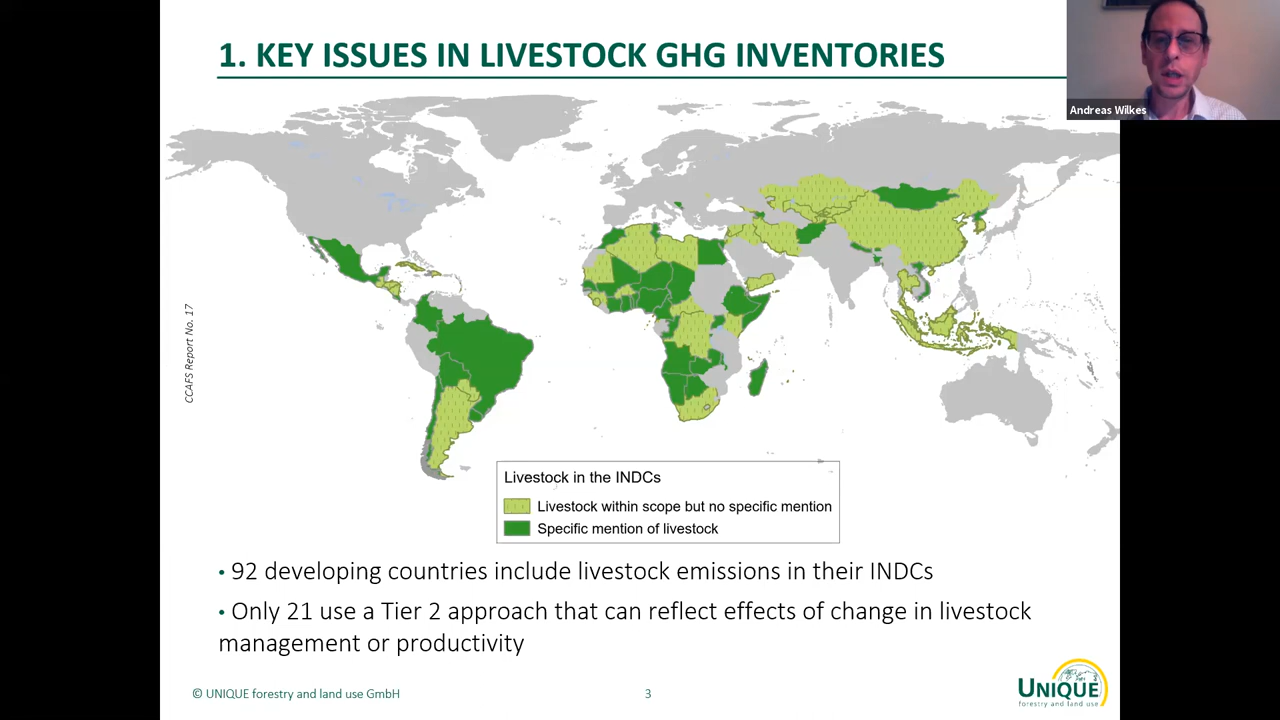 1. KEY ISSUES IN LIVESTOCK GHG INVENTORIES
Andreas Wilkes
CCAFS Report No. 17
Livestock in the INDCs
Livestock within scope but no specific mention
Specific mention of livestock
• 92 developing countries include livestock emissions in their INDCs
• Only 21 use a Tier 2 approach that can reflect effects of change in livestock
management or productivity
© UNIQUE forestry and land use GmbH
3
UNIQUE
forestry and land use